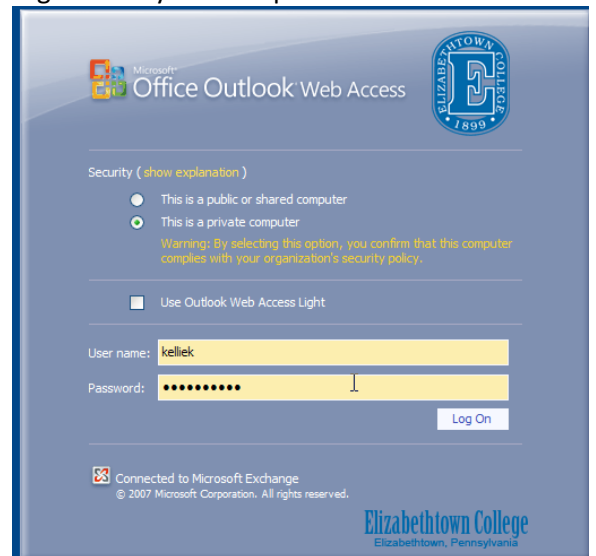 Microsoft®
Office Outlook Web Access
ELIZABETHTOWN COLLEGE
E
• 1899 •
Security ( show explanation )
This is a public or shared computer
This is a private computer
Warning: By selecting this option, you confirm that this computer
complies with your organization's security policy.
Use Outlook Web Access Light
User name: kelliek
Password: ••••••••••
Log On
Connected to Microsoft Exchange
© 2007 Microsoft Corporation. All rights reserved.
Elizabethtown College
Elizabethtown, Pennsylvania